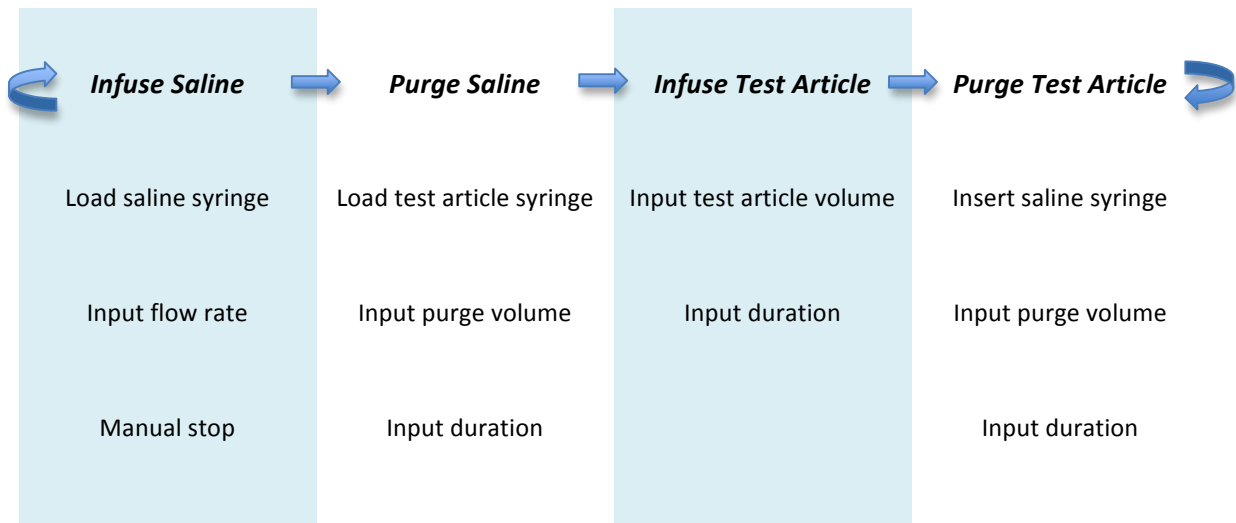 Infuse Saline
Purge Saline
Infuse Test Article
Purge Test Article
Load saline syringe
Load test article syringe
Input test article volume
Insert saline syringe
Input flow rate
Input purge volume
Input duration
Input purge volume
Manual stop
Input duration
Input duration